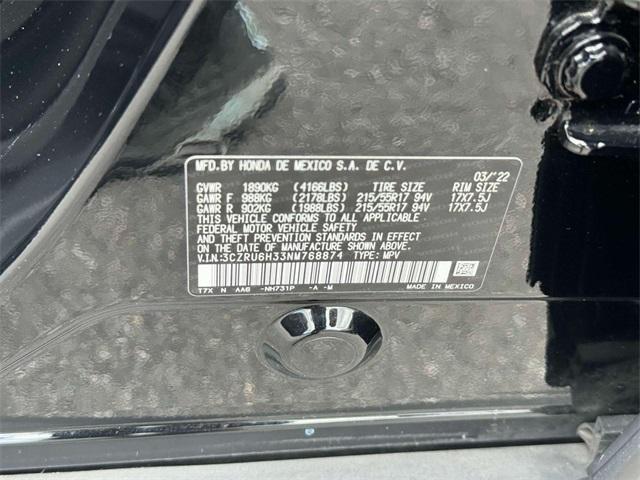 MFD.BY HONDA DE MEXICO S.A. DE C.V.
03/'22
GVWR 1890KG (4166LBS) TIRE SIZE RIM SIZE
GAWR F 988KG (2178LBS) 215/55R17 94V 17X7.5J
GAWR R 902KG (1988LBS) 215/55R17 94V 17X7.5J
THIS VEHICLE CONFORMS TO ALL APPLICABLE
FEDERAL MOTOR VEHICLE SAFETY
AND THEFT PREVENTION STANDARDS IN EFFECT
ON THE DATE OF MANUFACTURE SHOWN ABOVE.
V.I.N:3CZRU6H33NM768874 TYPE: MPV
T7X N AAG -NH731P -A -M MADE IN MEXICO